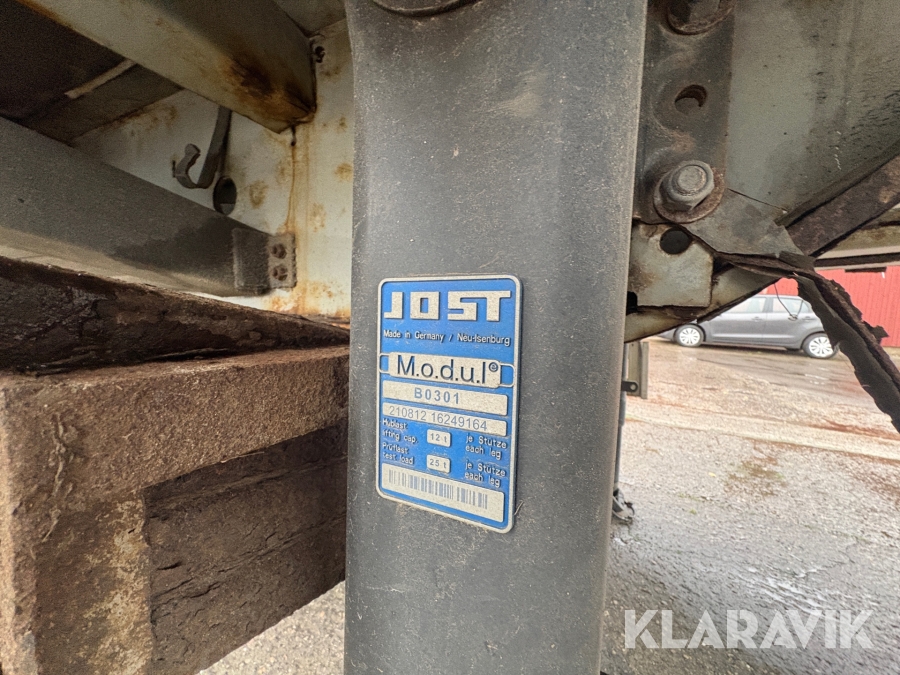 JOST
Made in Germany / Neu-Isenburg
M.o.d.u.l®
B0301
210812 16249164
Hublast 12 t je Stütze
lifting cap. each leg
Prüflast 25 t je Stütze
test load each leg
KLARAVIK